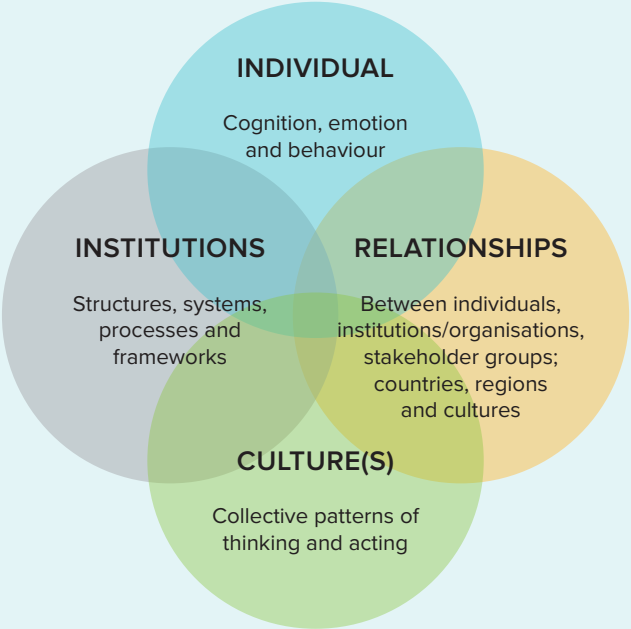 INDIVIDUAL
Cognition, emotion
and behaviour
INSTITUTIONS
Structures, systems,
processes and
frameworks
RELATIONSHIPS
Between individuals,
institutions/organisations,
stakeholder groups;
countries, regions
and cultures
CULTURE(S)
Collective patterns of
thinking and acting